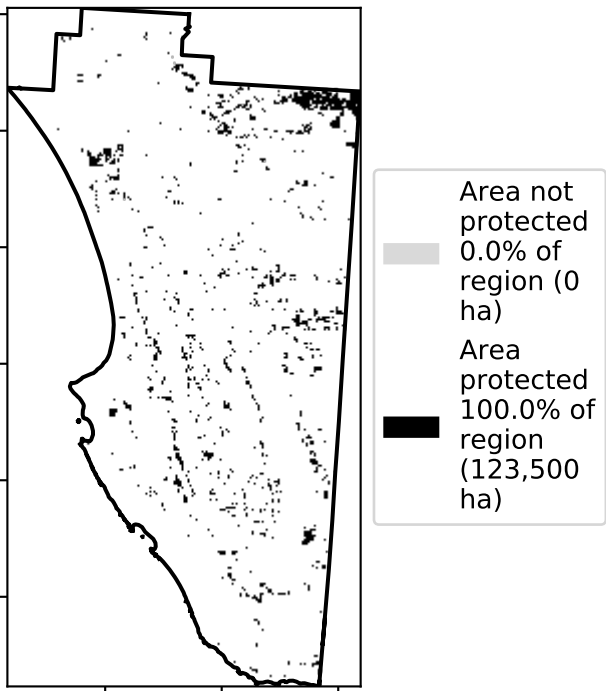 Area not
protected
0.0% of
region (0
ha)
Area
protected
100.0% of
region
(123,500
ha)